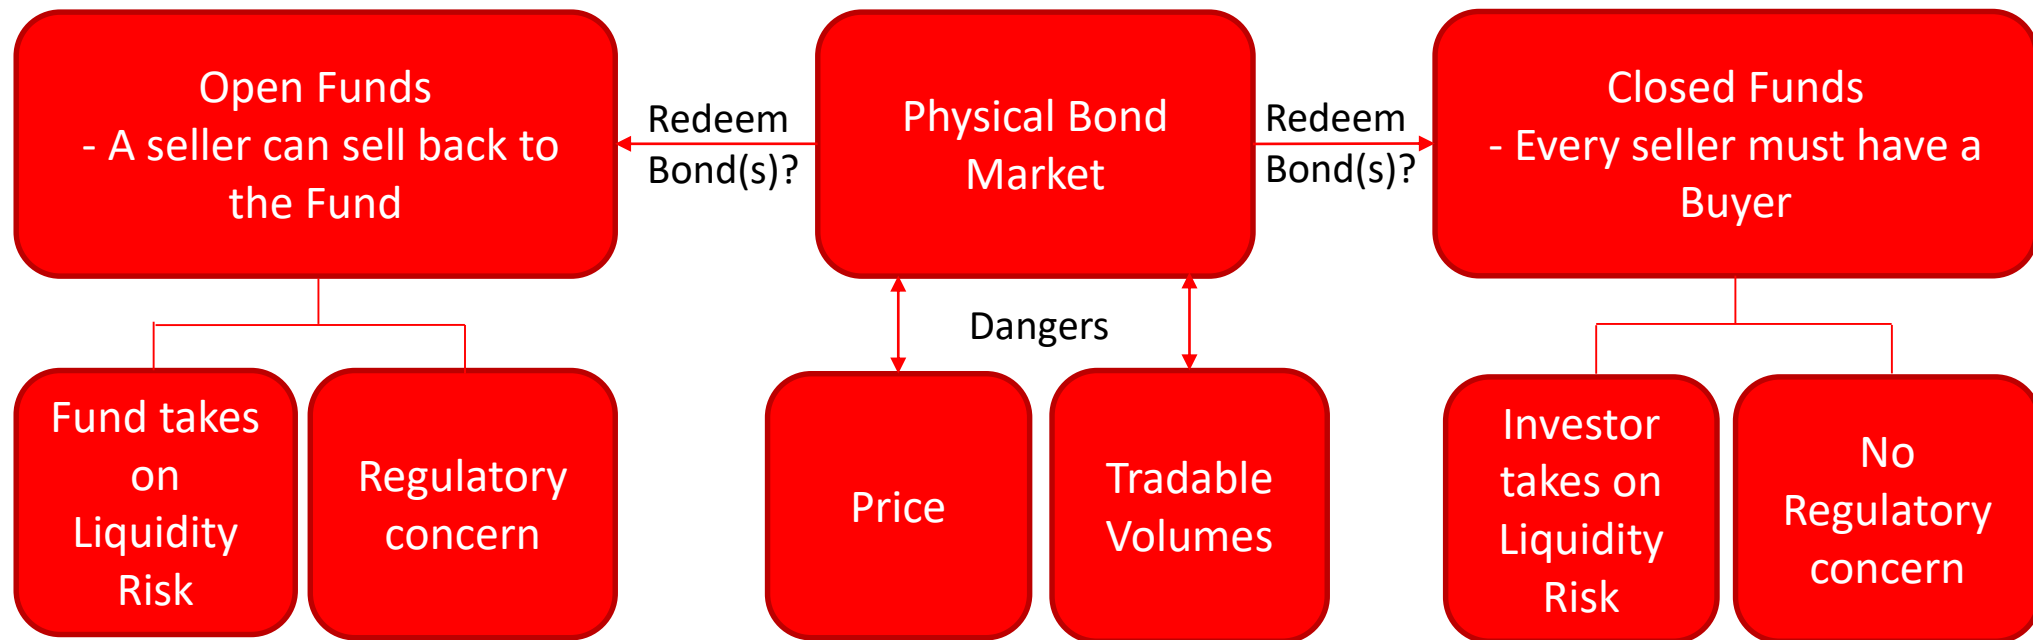 Open Funds
- A seller can sell back to
the Fund
Redeem
Bond(s)?
Physical Bond
Market
Redeem
Bond(s)?
Closed Funds
- Every seller must have a
Buyer
Dangers
Fund takes
on
Liquidity
Risk
Regulatory
concern
Price
Tradable
Volumes
Investor
takes on
Liquidity
Risk
No
Regulatory
concern